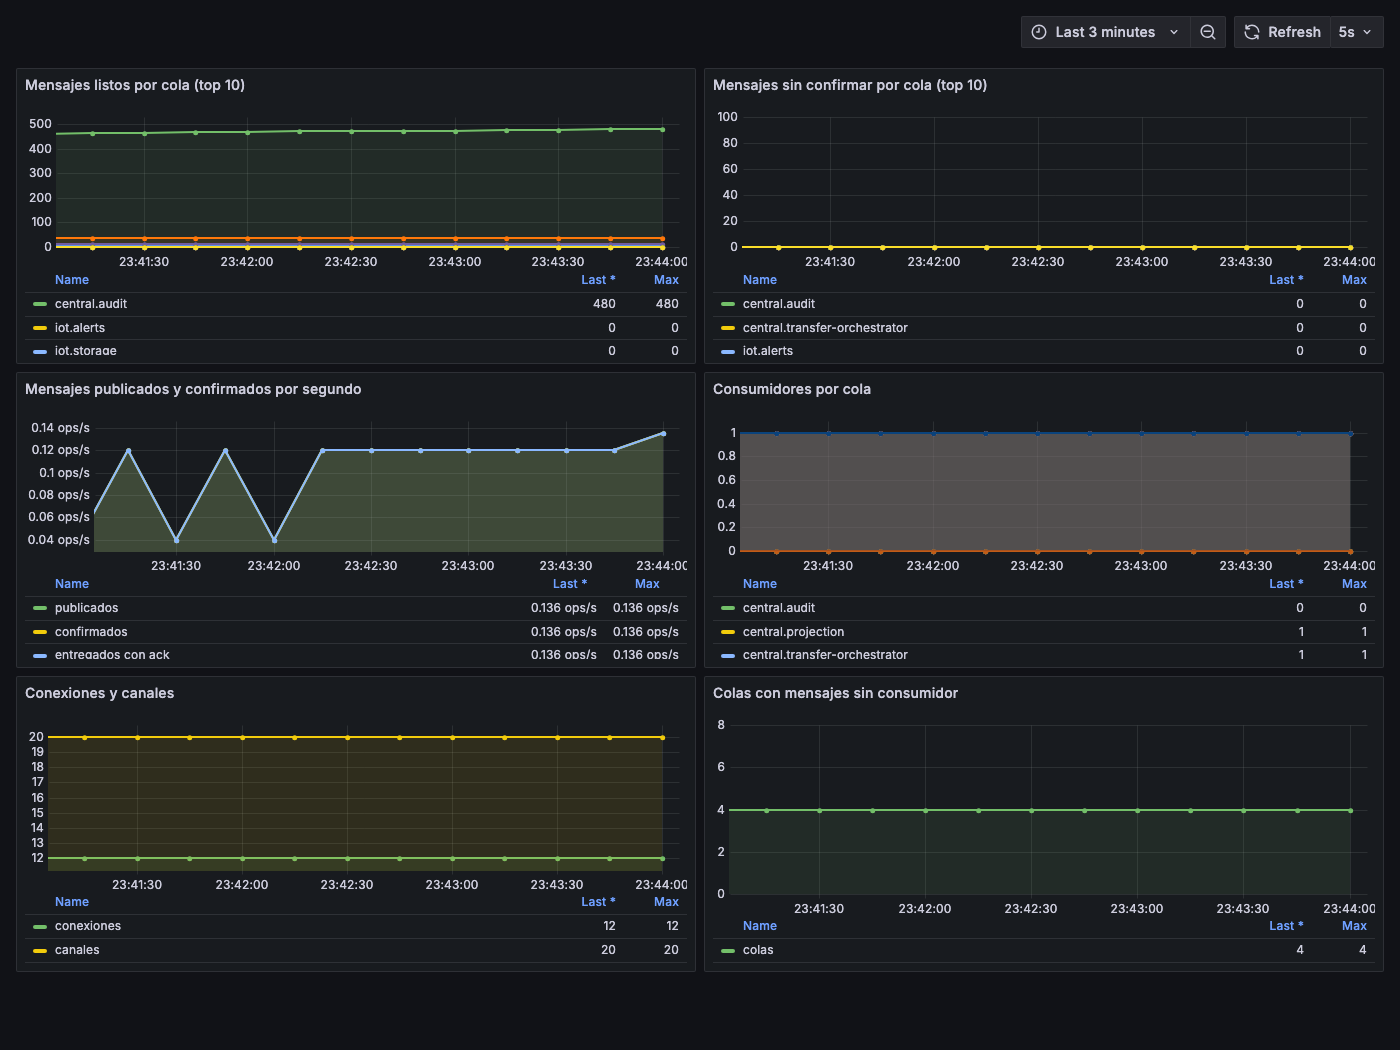 Last 3 minutes Refresh 5s
Mensajes listos por cola (top 10)
500
400
300
200
100
0
23:41:30 23:42:00 23:42:30 23:43:00 23:43:30 23:44:00
Name Last * Max
central.audit 480 480
iot.alerts 0 0
iot.storage 0 0
Mensajes sin confirmar por cola (top 10)
100
80
60
40
20
0
23:41:30 23:42:00 23:42:30 23:43:00 23:43:30 23:44:00
Name Last * Max
central.audit 0 0
central.transfer-orchestrator 0 0
iot.alerts 0 0
Mensajes publicados y confirmados por segundo
0.14 ops/s
0.12 ops/s
0.1 ops/s
0.08 ops/s
0.06 ops/s
0.04 ops/s
23:41:30 23:42:00 23:42:30 23:43:00 23:43:30 23:44:00
Name Last * Max
publicados 0.136 ops/s 0.136 ops/s
confirmados 0.136 ops/s 0.136 ops/s
entregados con ack 0.136 ops/s 0.136 ops/s
Consumidores por cola
1
0.8
0.6
0.4
0.2
0
23:41:30 23:42:00 23:42:30 23:43:00 23:43:30 23:44:00
Name Last * Max
central.audit 0 0
central.projection 1 1
central.transfer-orchestrator 1 1
Conexiones y canales
20
19
18
17
16
15
14
13
12
23:41:30 23:42:00 23:42:30 23:43:00 23:43:30 23:44:00
Name Last * Max
conexiones 12 12
canales 20 20
Colas con mensajes sin consumidor
8
6
4
2
0
23:41:30 23:42:00 23:42:30 23:43:00 23:43:30 23:44:00
Name Last * Max
colas 4 4